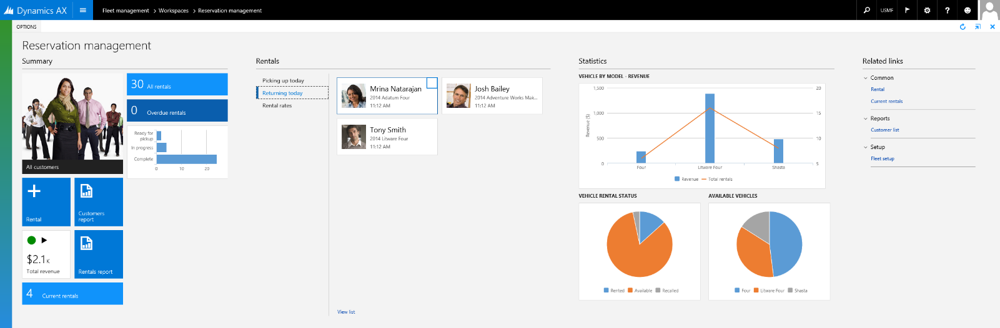 Dynamics AX
Fleet management > Workspaces > Reservation management
USMF
?
OPTIONS
Reservation management
Summary
All customers
30 All rentals
0 Overdue rentals
Ready for
pickup
In progress
Complete
0 10 20
Rental
Customers
report
$2.1K
Total revenue
Rentals report
4 Current rentals
Rentals
Picking up today
Returning today
Rental rates
Mrina Natarajan
2014 Adatum Four
11:12 AM
Josh Bailey
2014 Adventure Works Mak...
11:12 AM
Tony Smith
2014 Litware Four
11:12 AM
View list
Statistics
VEHICLE BY MODEL - REVENUE
Revenue ($)
1,500
1,000
500
0
20
15
10
5
Four Litware Four Shasta
Revenue Total rentals
VEHICLE RENTAL STATUS
Rented Available Recalled
AVAILABLE VEHICLES
Four Litware Four Shasta
Related links
Common
Rental
Current rentals
Reports
Customer list
Setup
Fleet setup